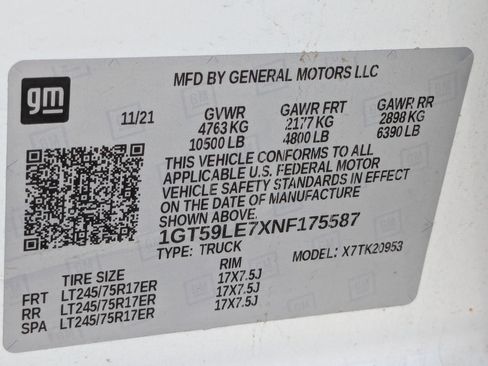 gm
MFD BY GENERAL MOTORS LLC
11/21 GVWR GAWR FRT GAWR RR
4763 KG 2177 KG 2898 KG
10500 LB 4800 LB 6390 LB
THIS VEHICLE CONFORMS TO ALL
APPLICABLE U.S. FEDERAL MOTOR
VEHICLE SAFETY STANDARDS IN EFFECT
ON THE DATE OF MANUFACTURE
SHOWN ABOVE.
1GT59LE7XNF175587
TYPE: TRUCK MODEL: X7TK20953
TIRE SIZE RIM
FRT LT245/75R17ER 17X7.5J
RR LT245/75R17ER 17X7.5J
SPA LT245/75R17ER 17X7.5J